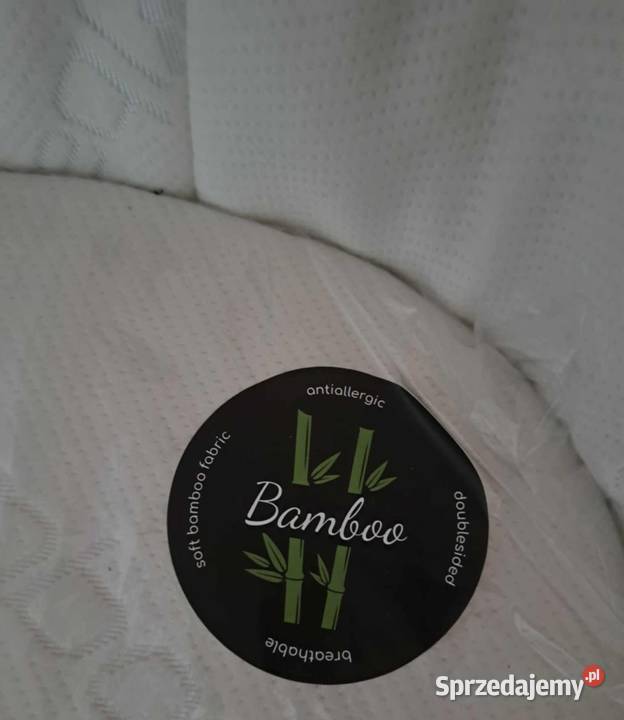 antiallergic
soft bamboo fabric
Bamboo
doublesided
breathable
Sprzedajemy.pl